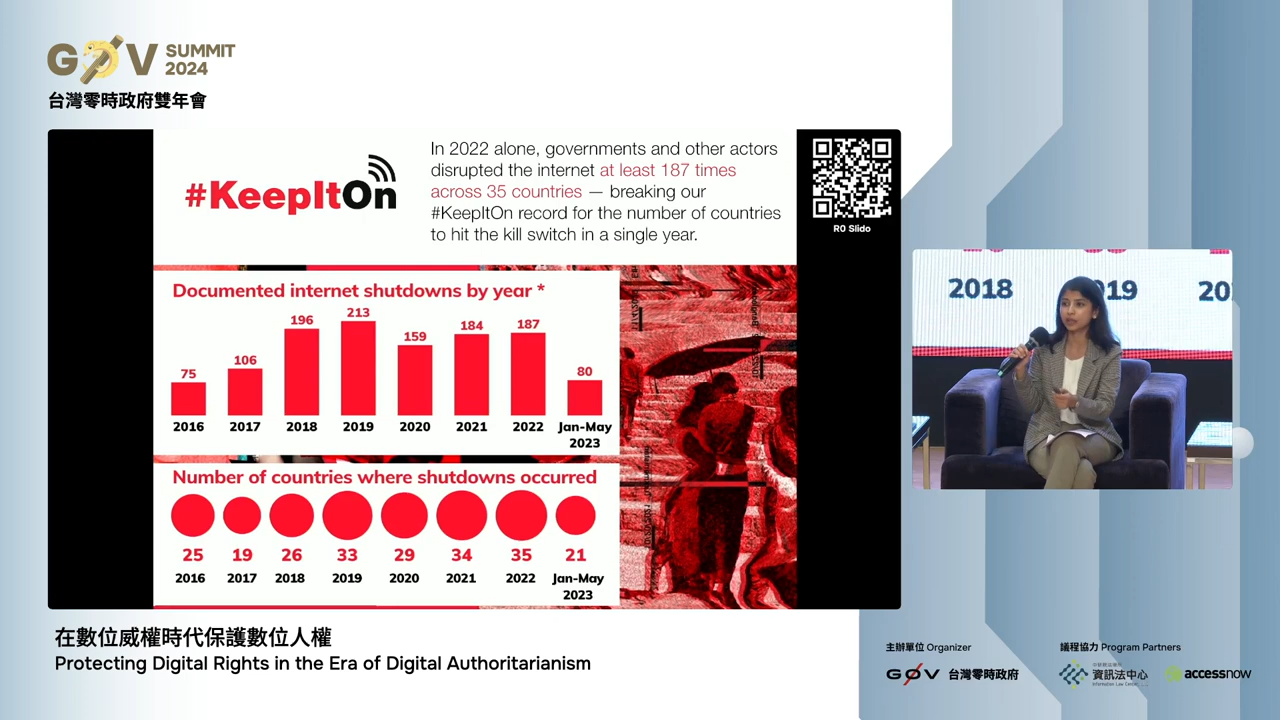 GØV SUMMIT
2024
台灣零時政府雙年會
#KeepItOn
In 2022 alone, governments and other actors
disrupted the internet at least 187 times
across 35 countries — breaking our
#KeepItOn record for the number of countries
to hit the kill switch in a single year.
R0 Slido
Documented internet shutdowns by year *
75 106 196 213 159 184 187 80
2016 2017 2018 2019 2020 2021 2022 Jan-May
2023
Number of countries where shutdowns occurred
25 19 26 33 29 34 35 21
2016 2017 2018 2019 2020 2021 2022 Jan-May
2023
2018 019 20
在數位威權時代保護數位人權
Protecting Digital Rights in the Era of Digital Authoritarianism
主辦單位 Organizer
GØV 台灣零時政府
議程協力 Program Partners
資訊法中心
Information Law Center
accessnow